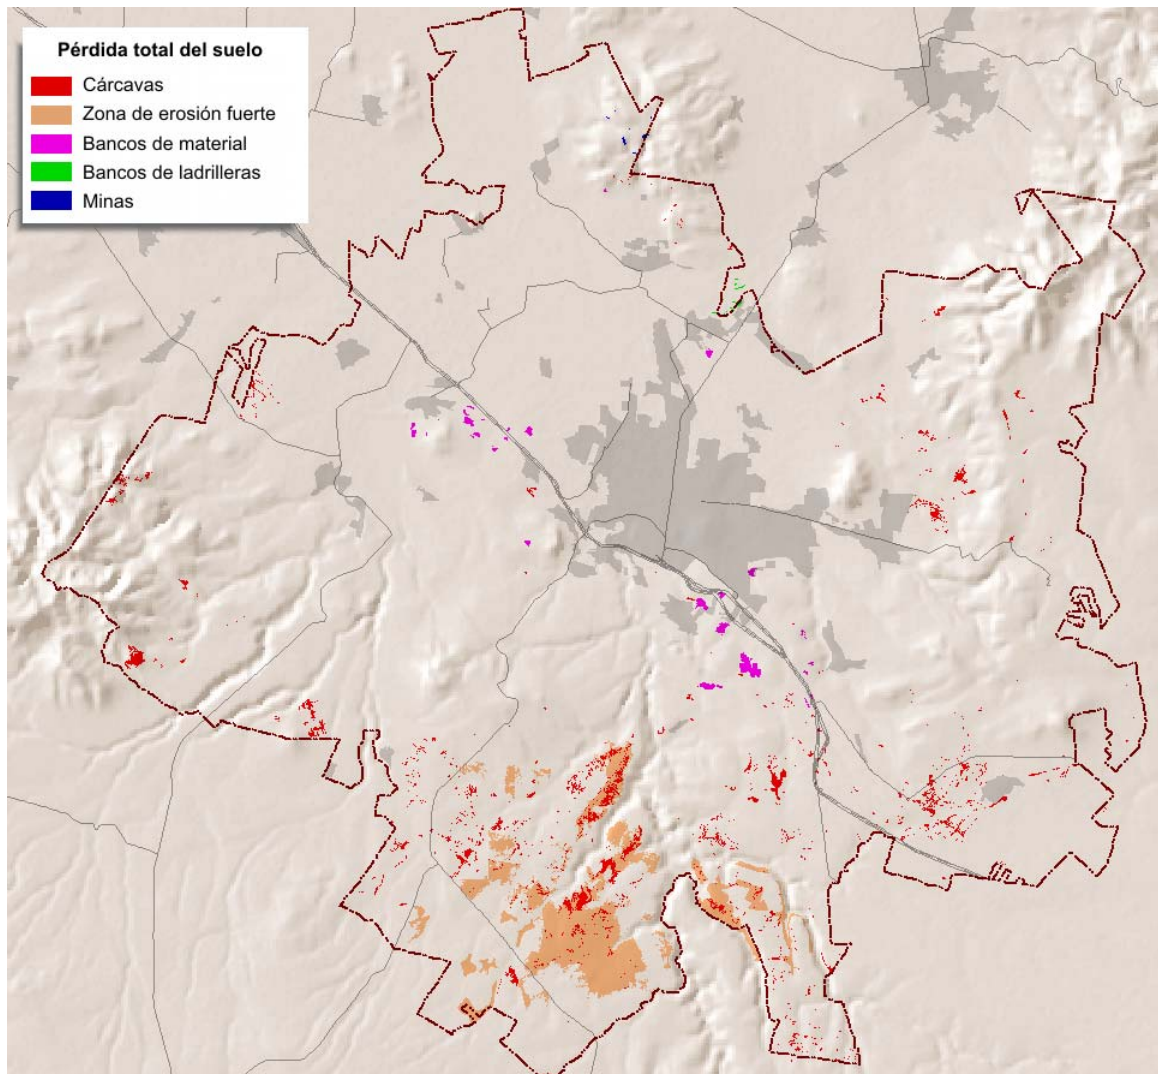 Pérdida total del suelo
Cárcavas
Zona de erosión fuerte
Bancos de material
Bancos de ladrilleras
Minas